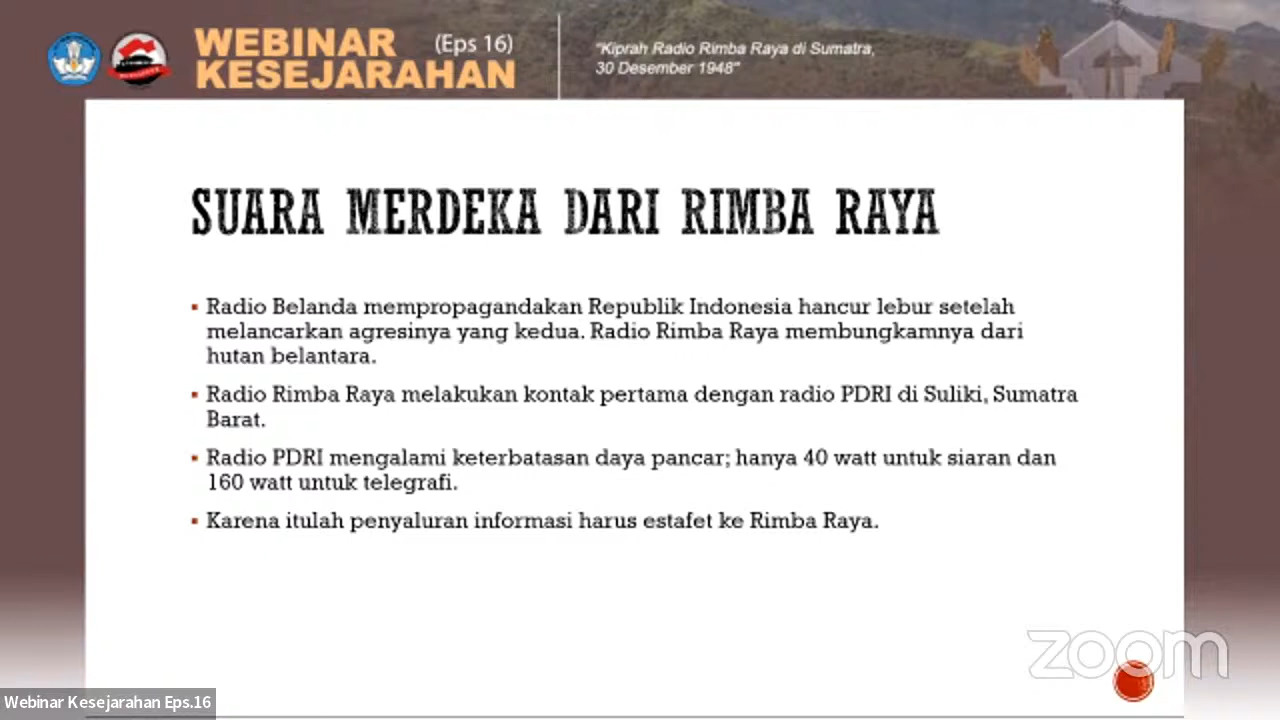 WEBINAR (Eps 16)
KESEJARAHAN
"Kiprah Radio Rimba Raya di Sumatra,
30 Desember 1948"
SUARA MERDEKA DARI RIMBA RAYA
▪ Radio Belanda mempropagandakan Republik Indonesia hancur lebur setelah
melancarkan agresinya yang kedua. Radio Rimba Raya membungkamnya dari
hutan belantara.
▪ Radio Rimba Raya melakukan kontak pertama dengan radio PDRI di Suliki, Sumatra
Barat.
▪ Radio PDRI mengalami keterbatasan daya pancar; hanya 40 watt untuk siaran dan
160 watt untuk telegrafi.
▪ Karena itulah penyaluran informasi harus estafet ke Rimba Raya.
zoom
Webinar Kesejarahan Eps.16